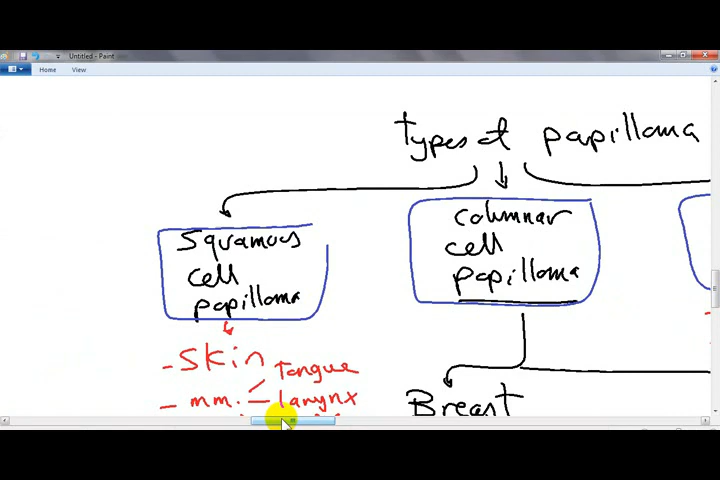 Untitled - Paint
Home View
types of papilloma
Squamous
cell
papilloma
columnar
cell
papilloma
- Skin
Tongue
- mm. Larynx
Breast